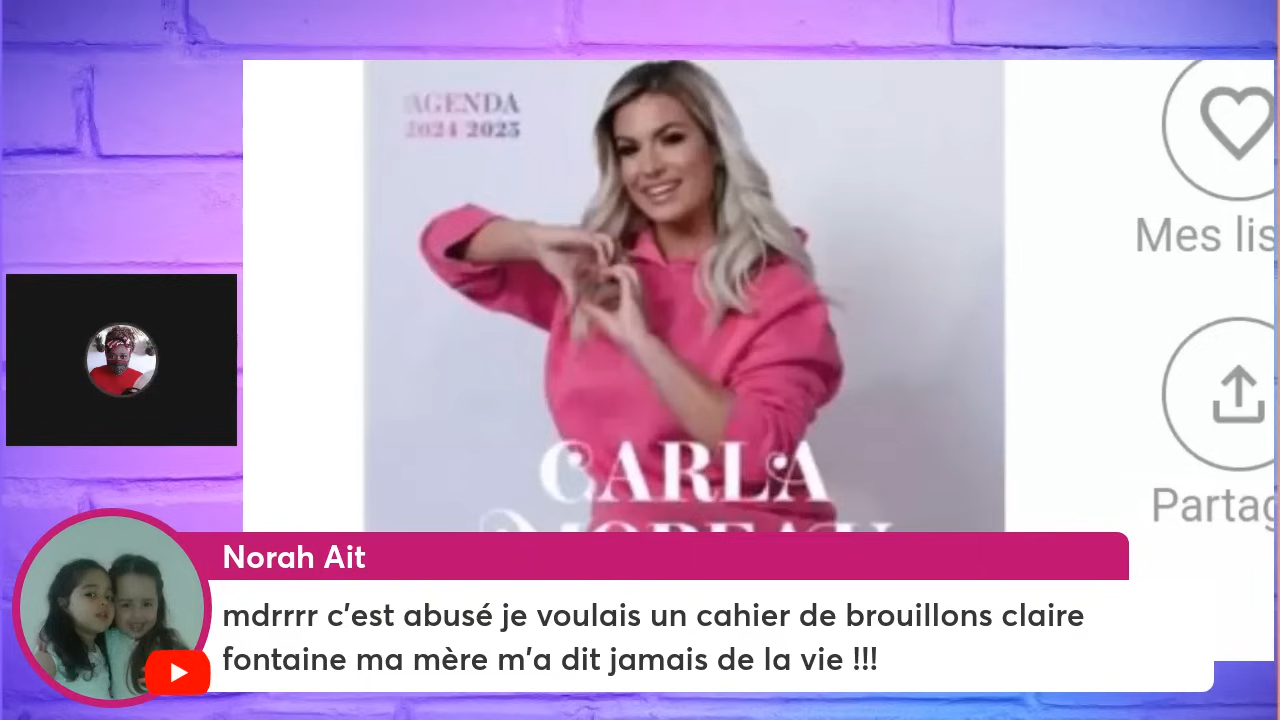 AGENDA
2024/2025
CARLA
Mes lis
Partag
Norah Ait
mdrrrr c'est abusé je voulais un cahier de brouillons claire
fontaine ma mère m'a dit jamais de la vie !!!